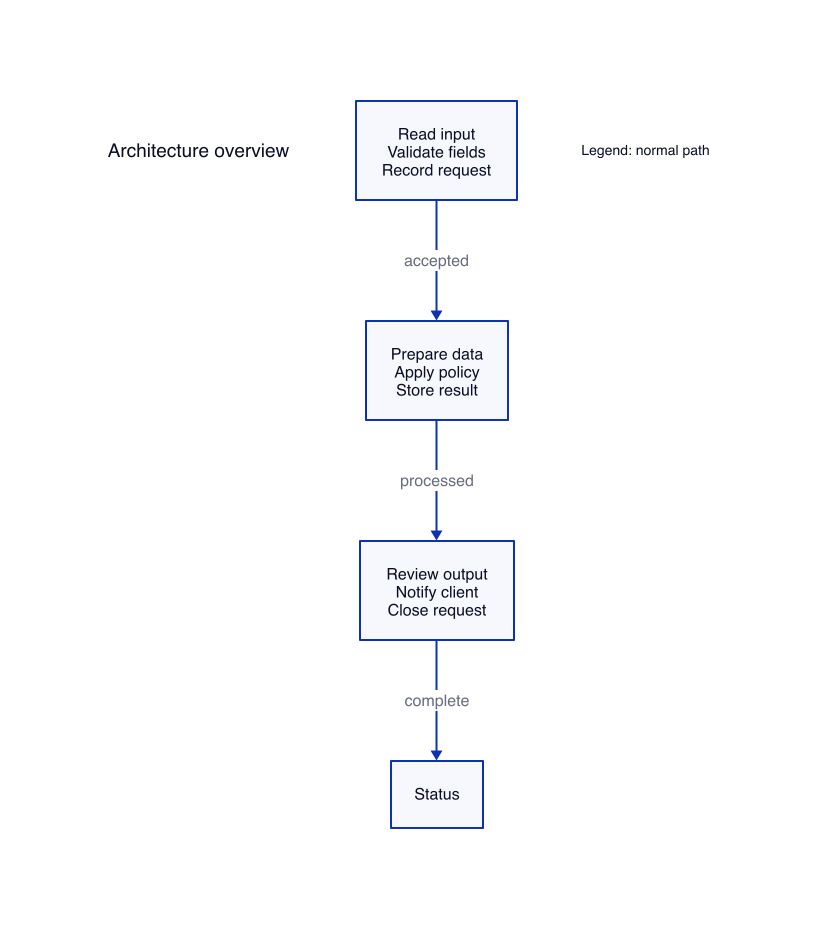 Architecture overview
Read input
Validate fields
Record request
Legend: normal path
accepted
Prepare data
Apply policy
Store result
processed
Review output
Notify client
Close request
complete
Status